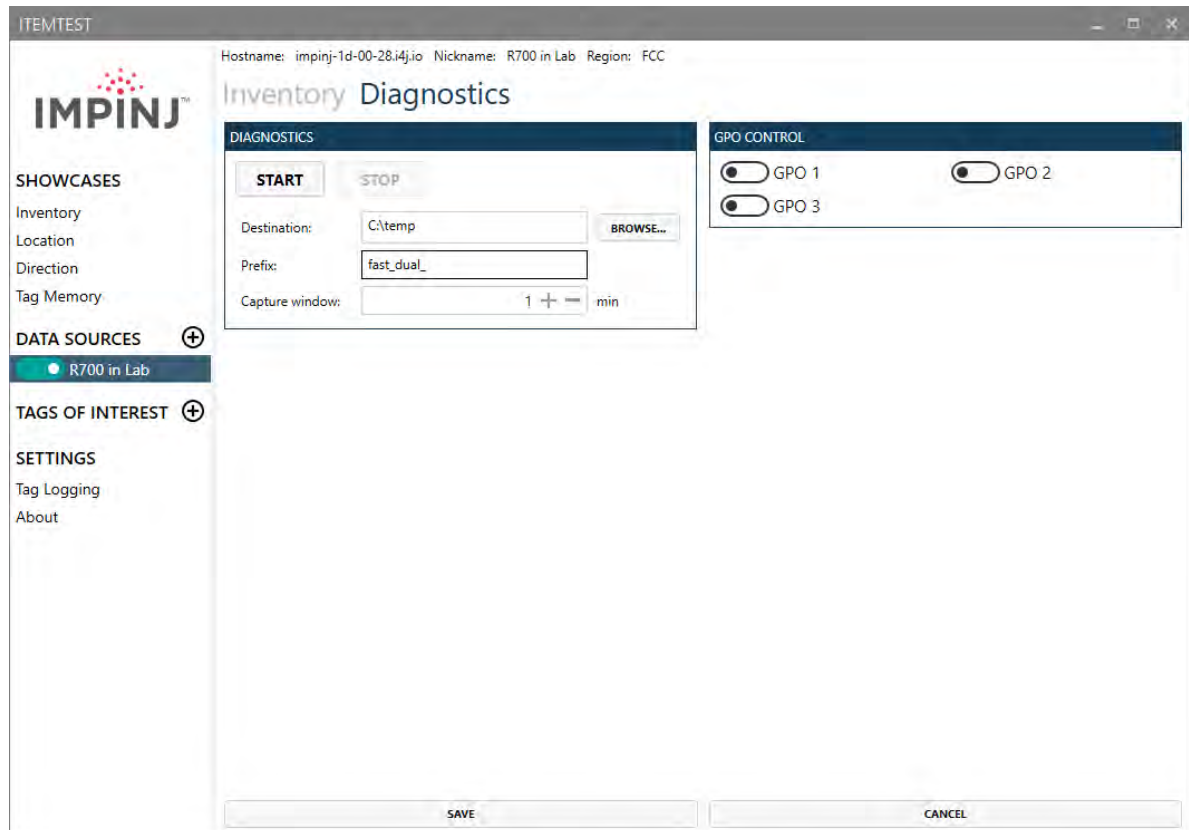 ITEMTEST
IMPINJ™
SHOWCASES
Inventory
Location
Direction
Tag Memory
DATA SOURCES
R700 in Lab
TAGS OF INTEREST
SETTINGS
Tag Logging
About
Hostname: impinj-1d-00-28.i4j.io Nickname: R700 in Lab Region: FCC
Inventory Diagnostics
DIAGNOSTICS
START STOP
Destination: C:\temp BROWSE...
Prefix: fast_dual_
Capture window: 1 + − min
GPO CONTROL
GPO 1 GPO 2
GPO 3
SAVE CANCEL